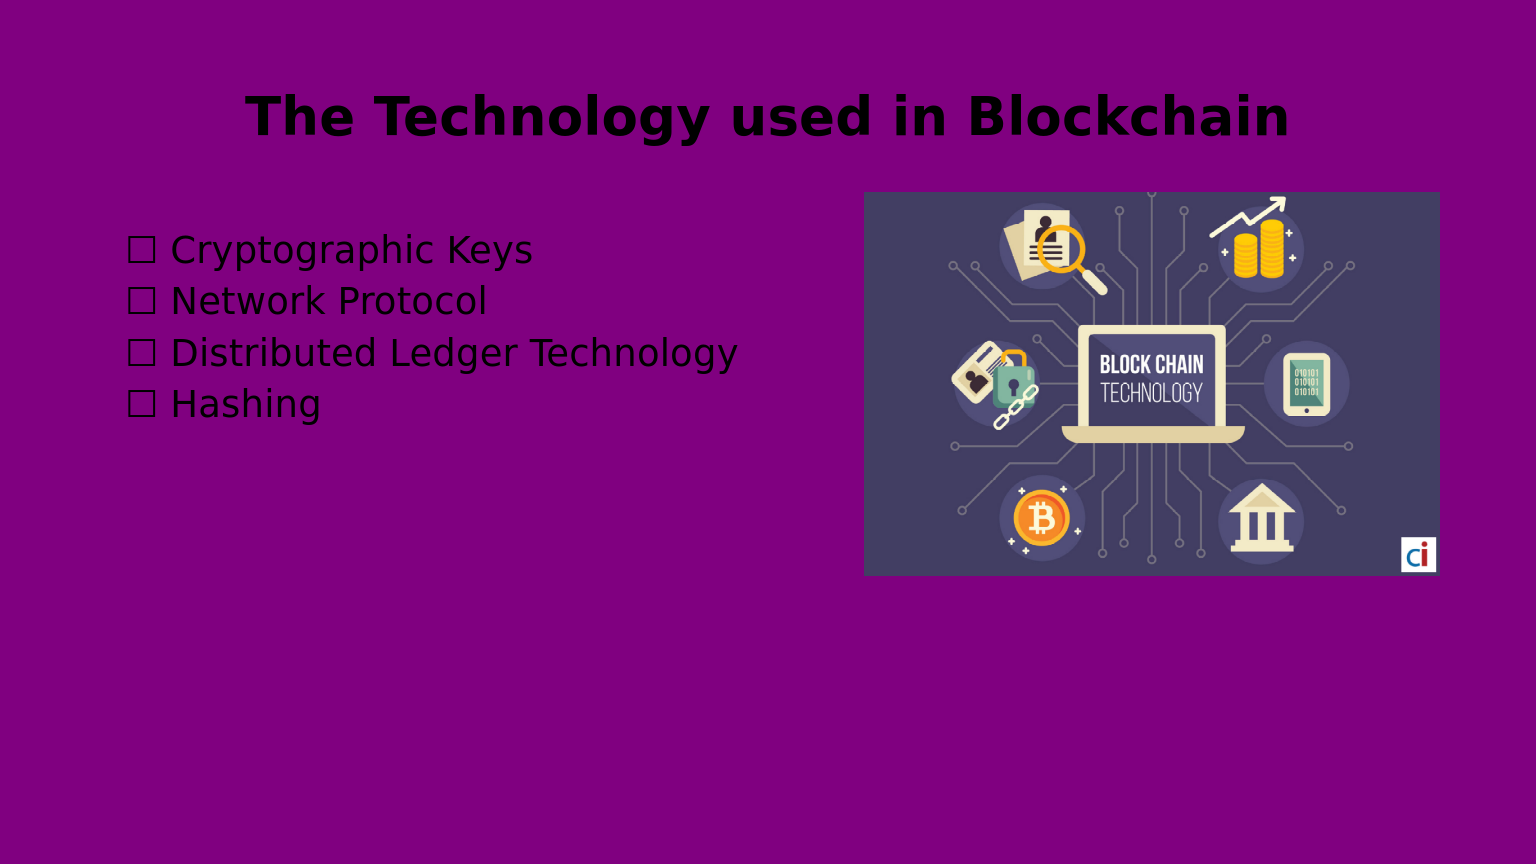 The Technology used in Blockchain
☐ Cryptographic Keys
☐ Network Protocol
☐ Distributed Ledger Technology
☐ Hashing
BLOCK CHAIN
TECHNOLOGY
010101
010101
010101
ci